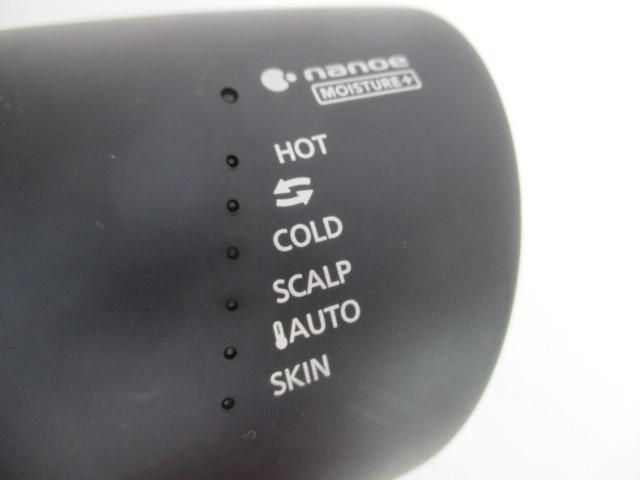 nanoe
MOISTURE+
HOT
COLD
SCALP
AUTO
SKIN